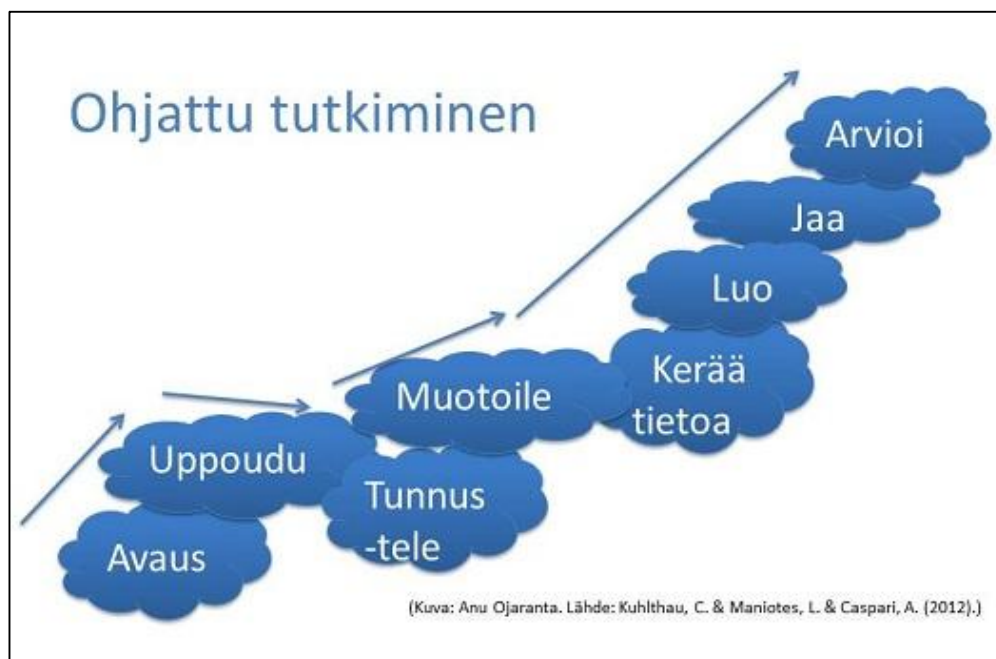 Ohjattu tutkiminen
Avaus
Uppoudu
Tunnus
-tele
Muotoile
Kerää
tietoa
Luo
Jaa
Arvioi
(Kuva: Anu Ojaranta. Lähde: Kuhlthau, C. & Maniotes, L. & Caspari, A. (2012).)